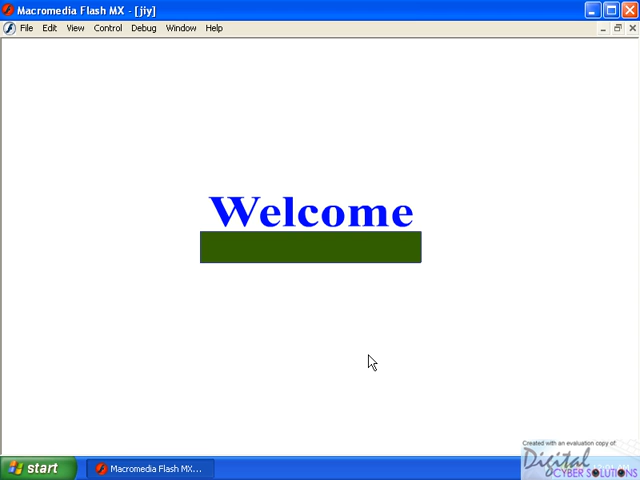 Macromedia Flash MX - [jiy]
File Edit View Control Debug Window Help
Welcome
Created with an evaluation copy of
Digital
CYBER SOLUTIONS
start
Macromedia Flash MX...